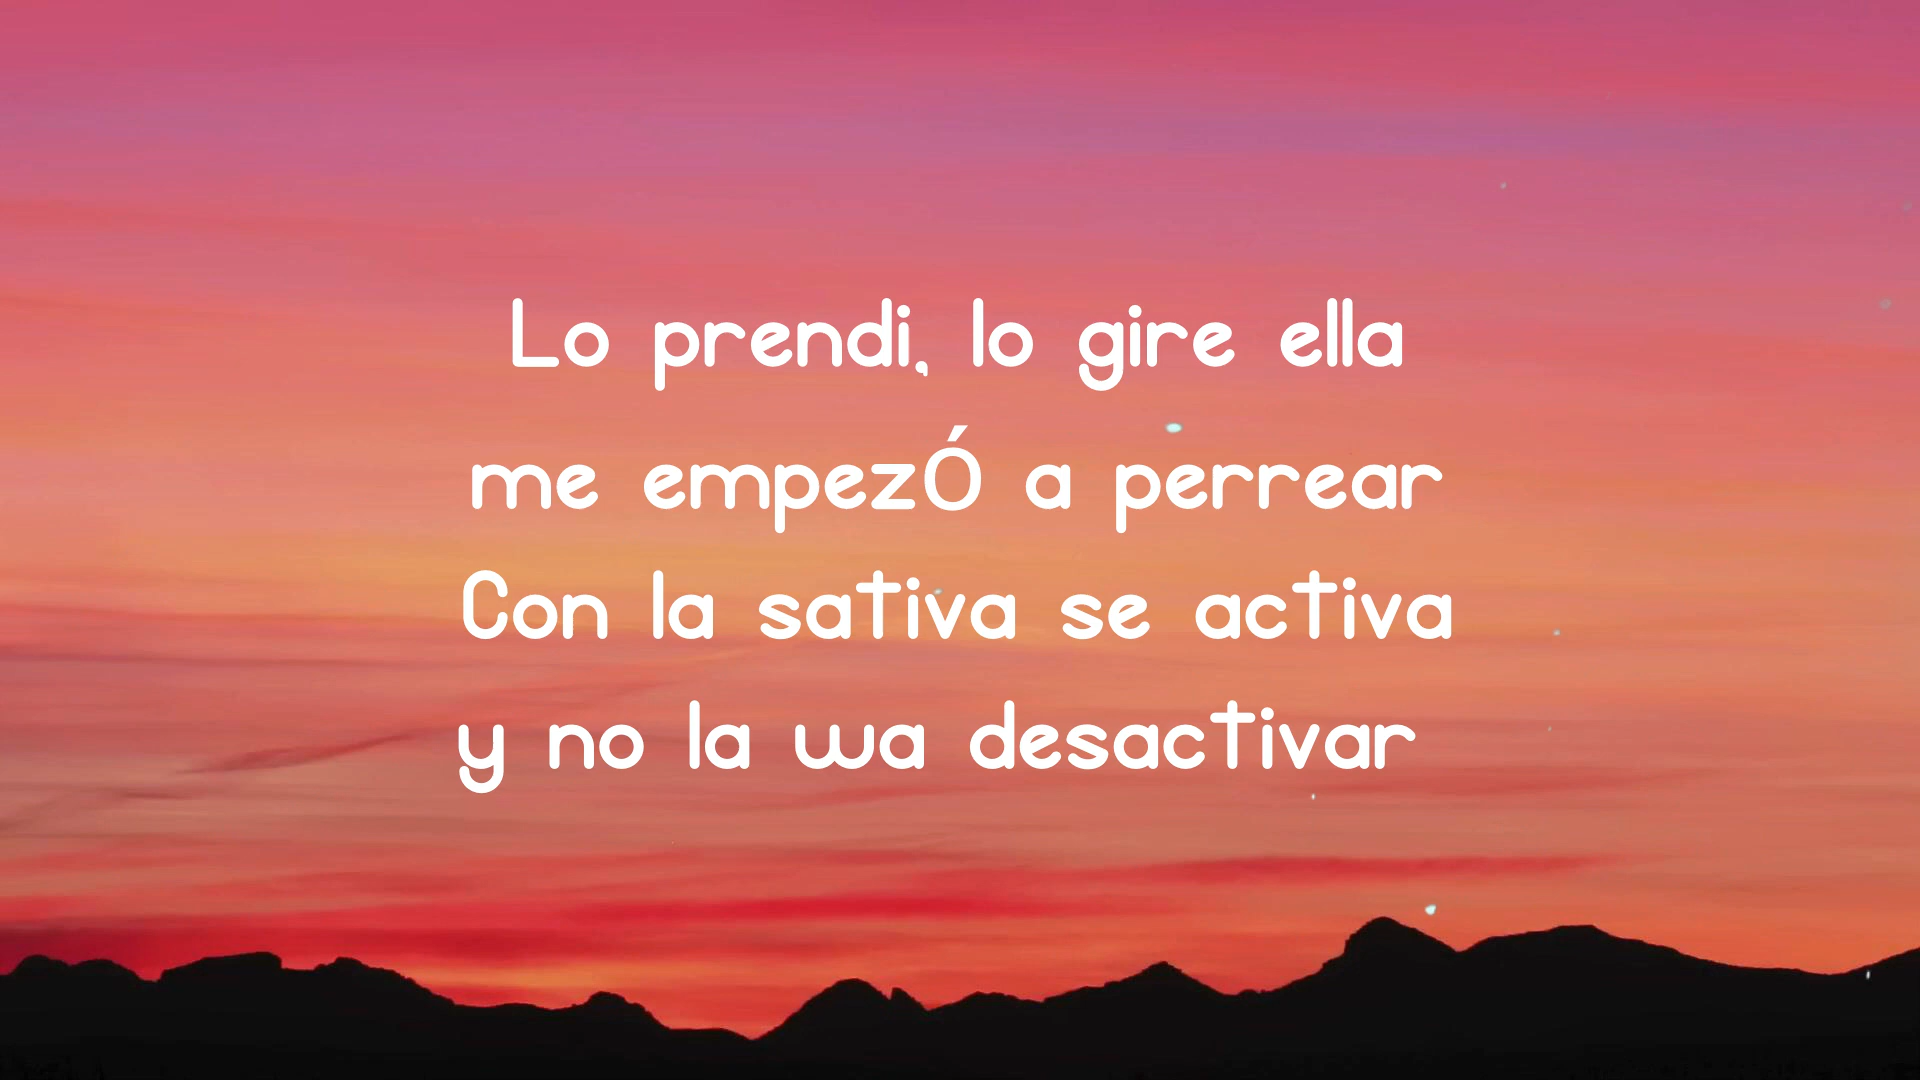 Lo prendi, lo gire ella
me empezÓ a perrear
Con la sativa se activa
y no la wa desactivar